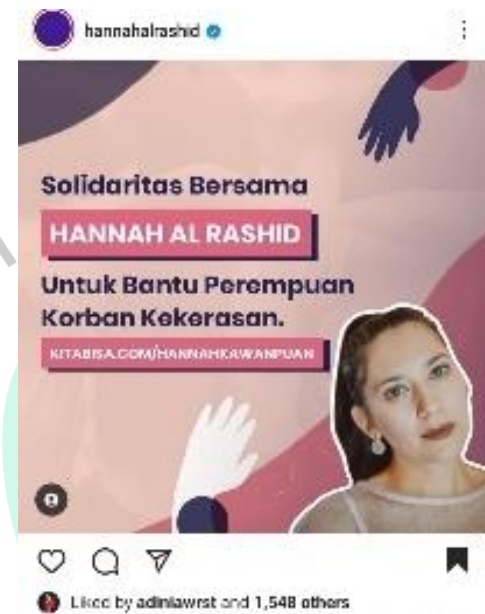 hannahalrashid
Solidaritas Bersama
HANNAH AL RASHID
Untuk Bantu Perempuan
Korban Kekerasan.
KITABISA.COM/HANNAHKAWANPUAN
Liked by adiniawrst and 1,548 others